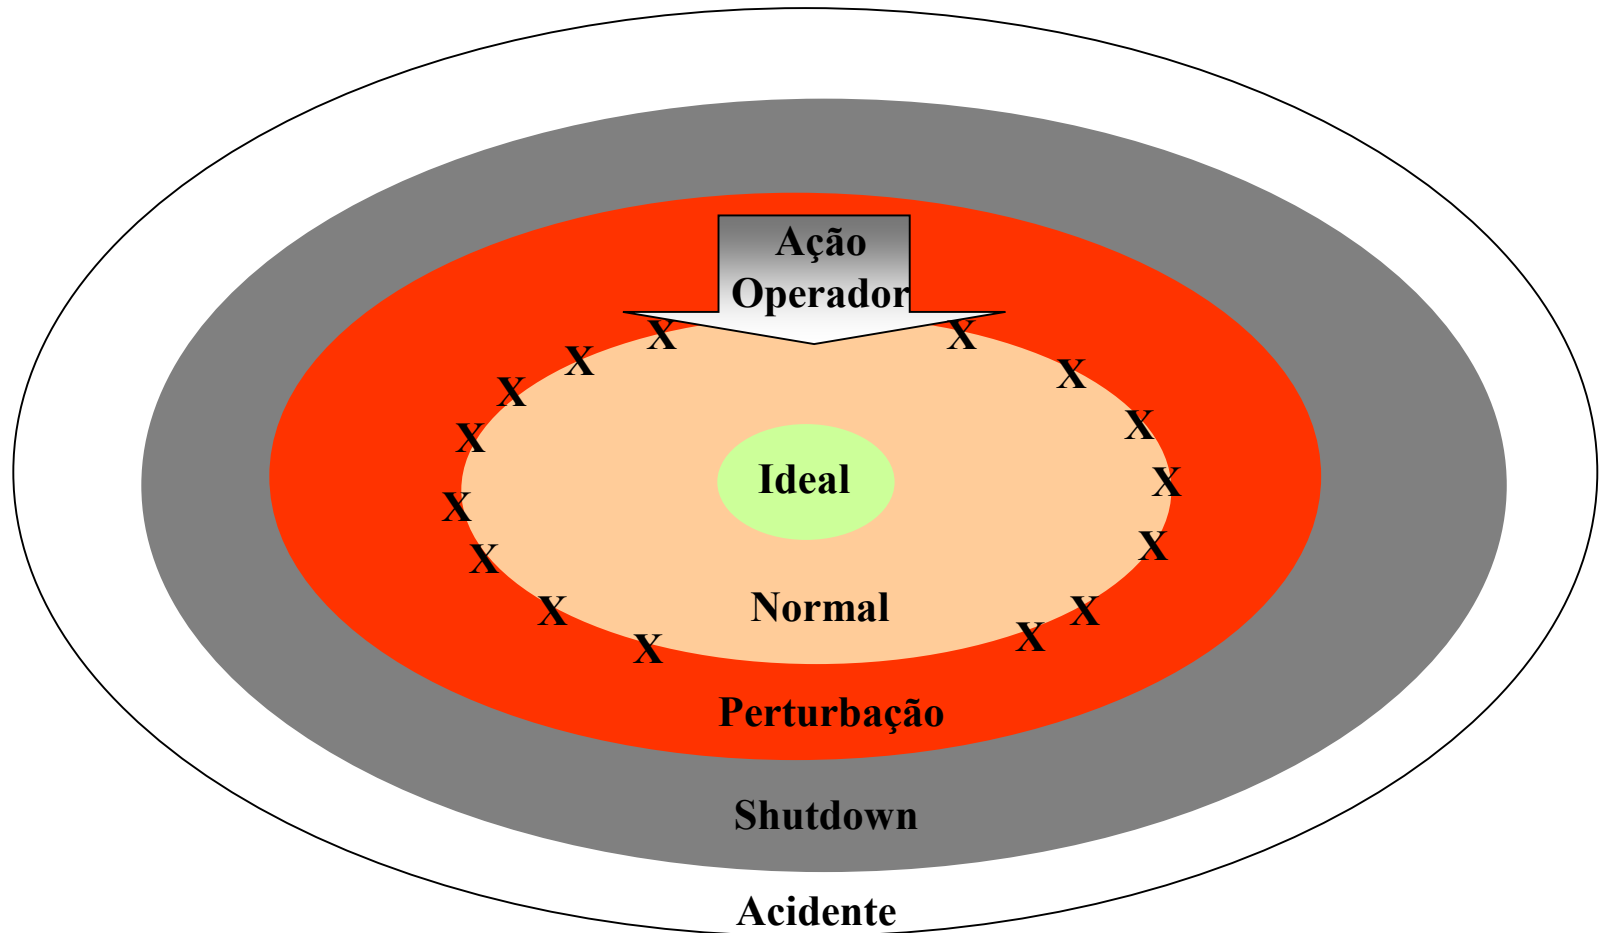 Ação
Operador
X X
X
X
X
X
X
Ideal X
X
X
X
X Normal X
X
X
Perturbação
Shutdown
Acidente